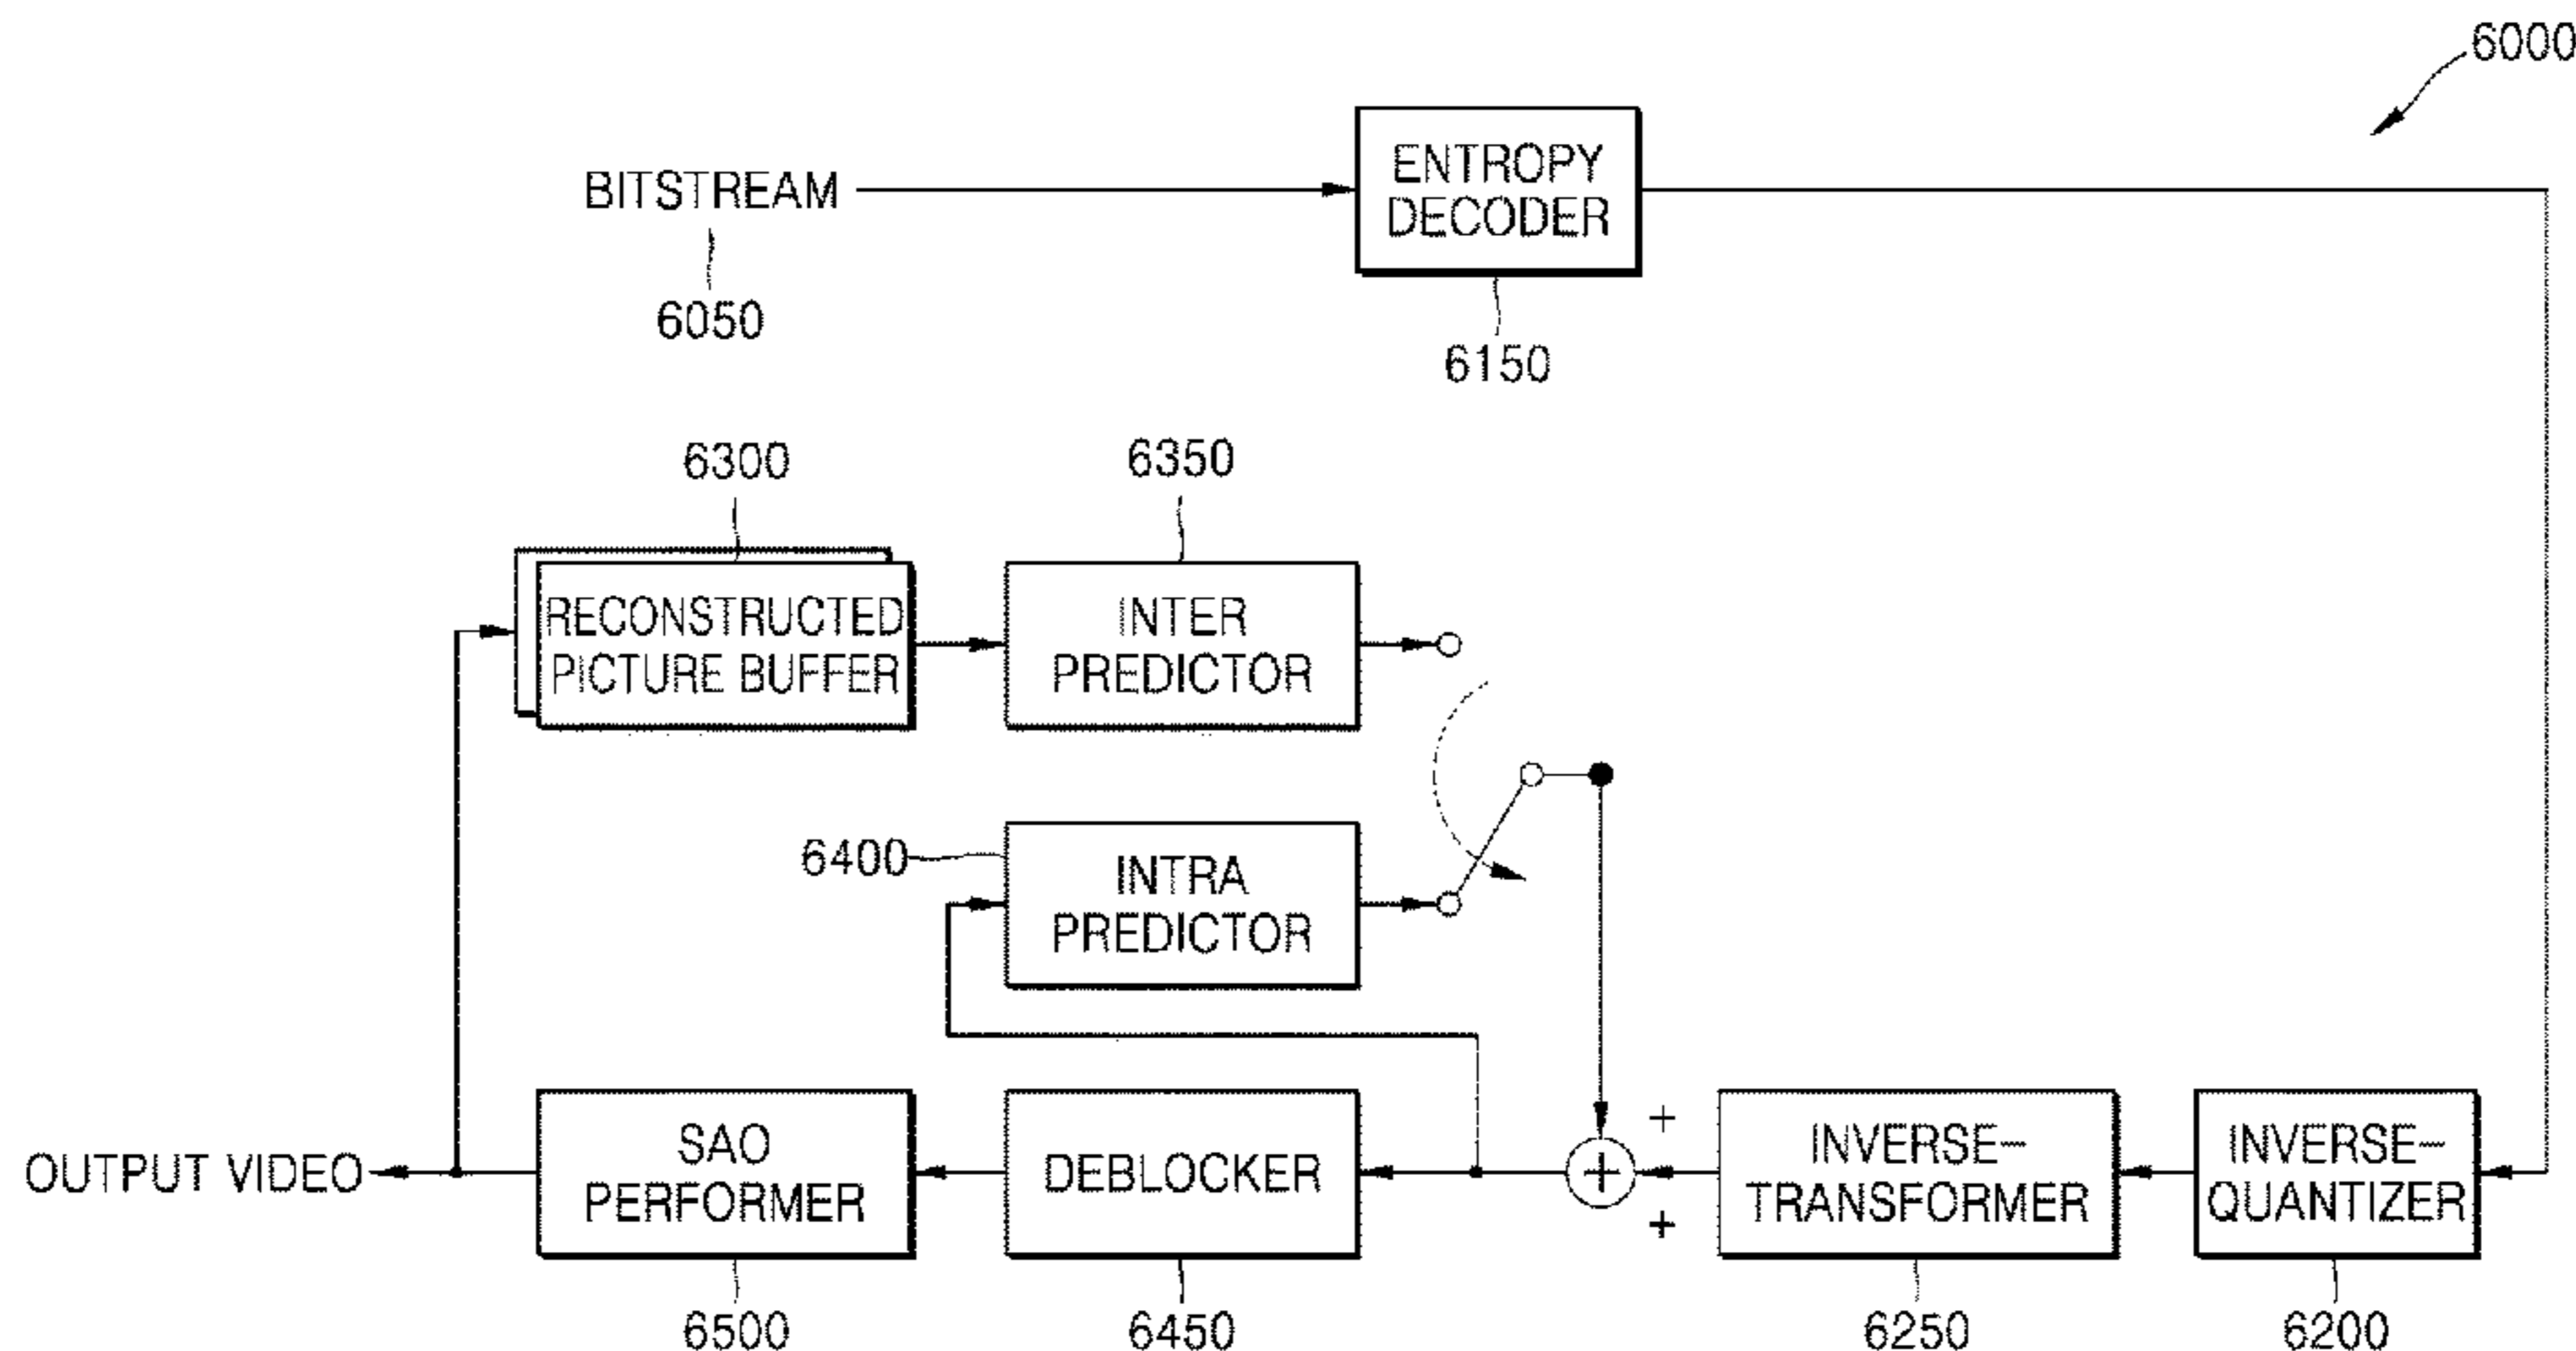 6000
BITSTREAM
6050
ENTROPY
DECODER
6150
6300
RECONSTRUCTED
PICTURE BUFFER
6350
INTER
PREDICTOR
6400
INTRA
PREDICTOR
OUTPUT VIDEO
SAO
PERFORMER
6500
DEBLOCKER
6450
+
+
+
INVERSE-
TRANSFORMER
6250
INVERSE-
QUANTIZER
6200